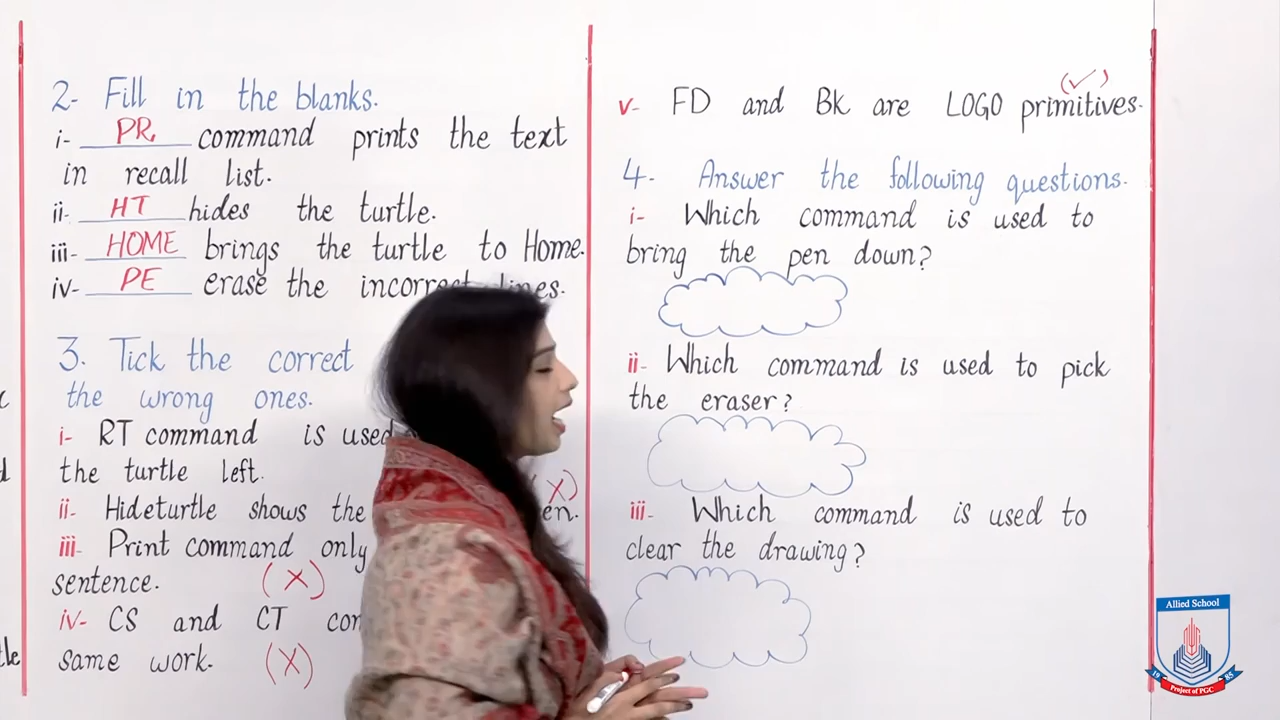 2- Fill in the blanks.
i- PR command prints the text
in recall list.
ii- HT hides the turtle.
iii- HOME brings the turtle to Home.
iv- PE erase the incorrect lines.
3. Tick the correct
the wrong ones.
i- RT command is used
the turtle left.
(X)
ii- Hideturtle shows the en.
iii- Print command only
sentence. (X)
iv- CS and CT
same work. (X)
(✓)
v- FD and Bk are LOGO primitives.
4- Answer the following questions.
i- Which command is used to
bring the pen down?
ii- Which command is used to pick
the eraser?
iii- Which command is used to
clear the drawing?
Allied School
19 85
Project of PGC